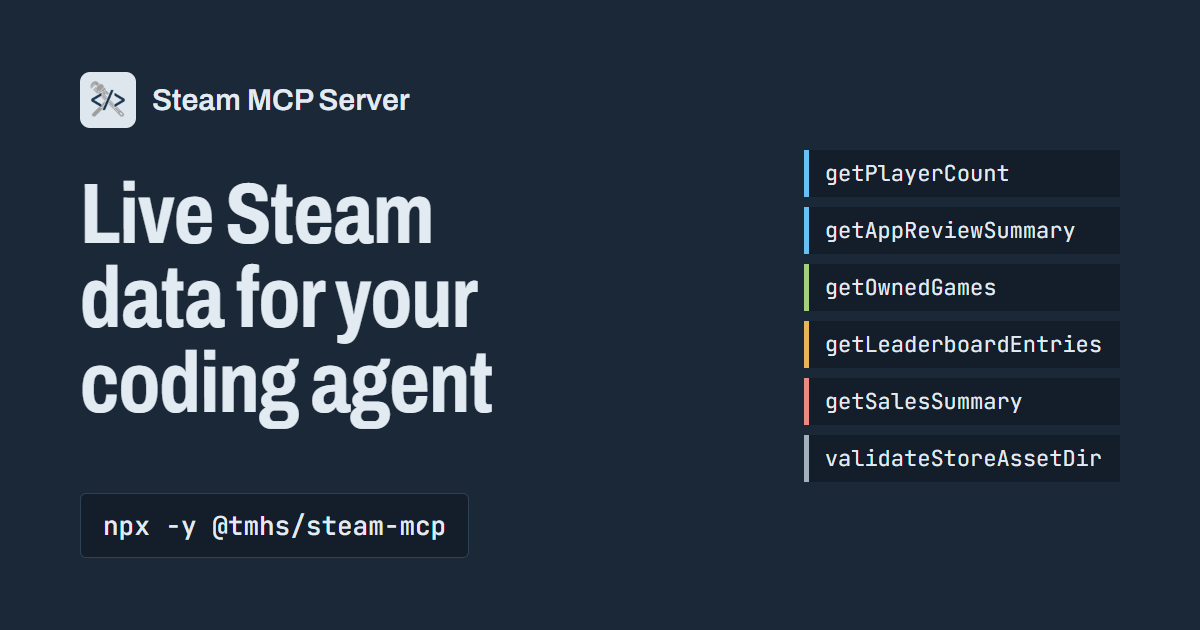 </>
Steam MCP Server
Live Steam
data for your
coding agent
npx -y @tmhs/steam-mcp
getPlayerCount
getAppReviewSummary
getOwnedGames
getLeaderboardEntries
getSalesSummary
validateStoreAssetDir